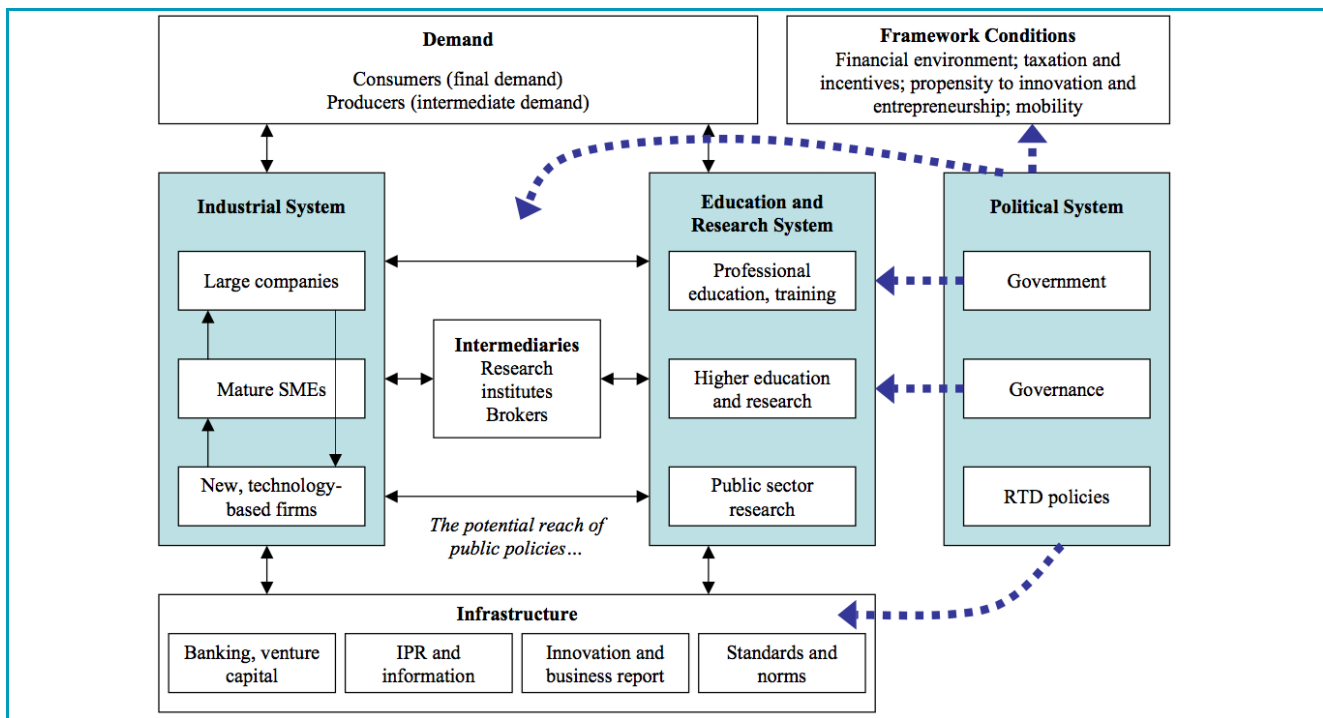 Demand
Consumers (final demand)
Producers (intermediate demand)
Framework Conditions
Financial environment; taxation and
incentives; propensity to innovation and
entrepreneurship; mobility
Industrial System
Large companies
Mature SMEs
New, technology-
based firms
Intermediaries
Research
institutes
Brokers
The potential reach of
public policies…
Education and
Research System
Professional
education, training
Higher education
and research
Public sector
research
Political System
Government
Governance
RTD policies
Infrastructure
Banking, venture
capital
IPR and
information
Innovation and
business report
Standards and
norms